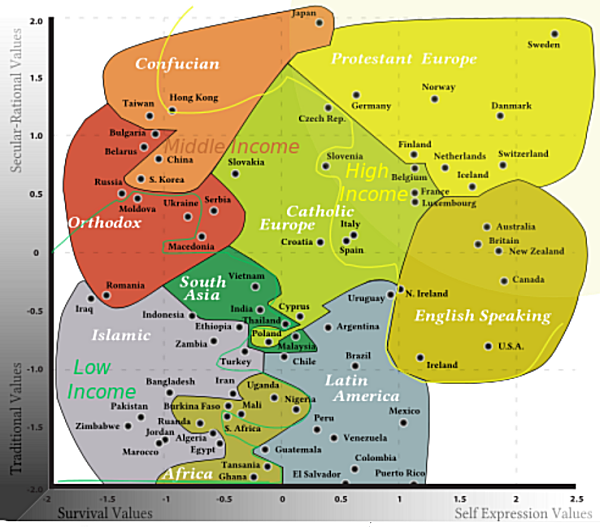 2.0
Japan
Sweden
Protestant Europe
Confucian
1.5
Norway
Hong Kong
Germany
Taiwan
Danmark
Czech Rep.
Bulgaria
1.0
Middle Income
Belarus
Finland
China
Slovenia
Netherlands
Switzerland
Slovakia
High
Income
Belgium
S. Korea
Iceland
Russia
0.5
France
Luxembourg
Moldova
Ukraine
Serbia
Catholic
Europe
Orthodox
Italy
Australia
Macedonia
Croatia
Spain
Britain
New Zealand
0
Vietnam
South
Asia
Canada
Romania
Uruguay
N. Ireland
Iraq
India
Cyprus
-0.5
Indonesia
Thailand
English Speaking
Ethiopia
Argentina
Islamic
Poland
Zambia
Malaysia
U.S.A.
Turkey
Chile
Brazil
Ireland
Low
Income
-1.0
Bangladesh
Iran
Uganda
Latin
America
Pakistan
Burkina Faso
Mali
Nigeria
Mexico
Zimbabwe
Ruanda
S. Africa
Peru
-1.5
Jordan
Algeria
Venezuela
Marocco
Egypt
Guatemala
Colombia
Africa
Tansania
Ghana
El Salvador
Puerto Rico
-2.0
-2
-1.5
-1
-0.5
0
0.5
1
1.5
2
2.5
Survival Values
Self Expression Values
Traditional Values
Secular-Rational Values